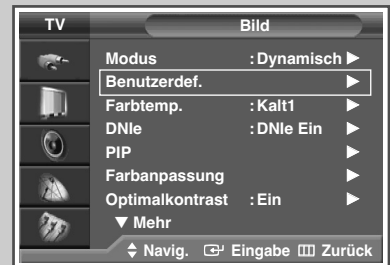 TV Bild
Modus : Dynamisch ▶
Benutzerdef. ▶
Farbtemp. : Kalt1 ▶
DNIe : DNIe Ein ▶
PIP ▶
Farbanpassung ▶
Optimalkontrast : Ein ▶
▼ Mehr
Navig. Eingabe Zurück